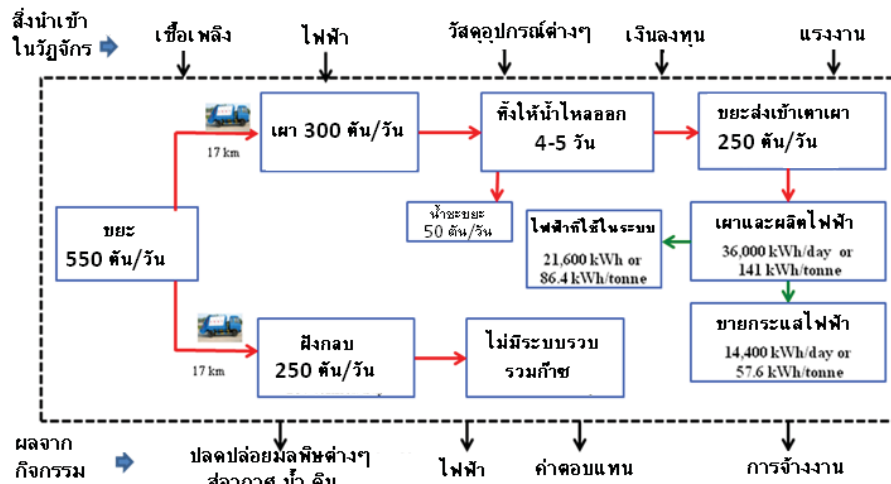 สิ่งนำเข้า
ในวัฏจักร
เชื้อเพลิง
ไฟฟ้า
วัสดุอุปกรณ์ต่างๆ
เงินลงทุน
แรงงาน
17 km
เผา 300 ตัน/วัน
ทิ้งให้น้ำไหลออก
4-5 วัน
ขยะส่งเข้าเตาเผา
250 ตัน/วัน
ขยะ
550 ตัน/วัน
น้ำชะขยะ
50 ตัน/วัน
ไฟฟ้าที่ใช้ในระบบ
21,600 kWh or
86.4 kWh/tonne
เผาและผลิตไฟฟ้า
36,000 kWh/day or
141 kWh/tonne
17 km
ฝังกลบ
250 ตัน/วัน
ไม่มีระบบรวบ
รวมก๊าซ
ขายกระแสไฟฟ้า
14,400 kWh/day or
57.6 kWh/tonne
ผลจาก
กิจกรรม
ปลดปล่อยมลพิษต่างๆ
สู่อากาศ น้ำ ดิน
ไฟฟ้า
ค่าตอบแทน
การจ้างงาน